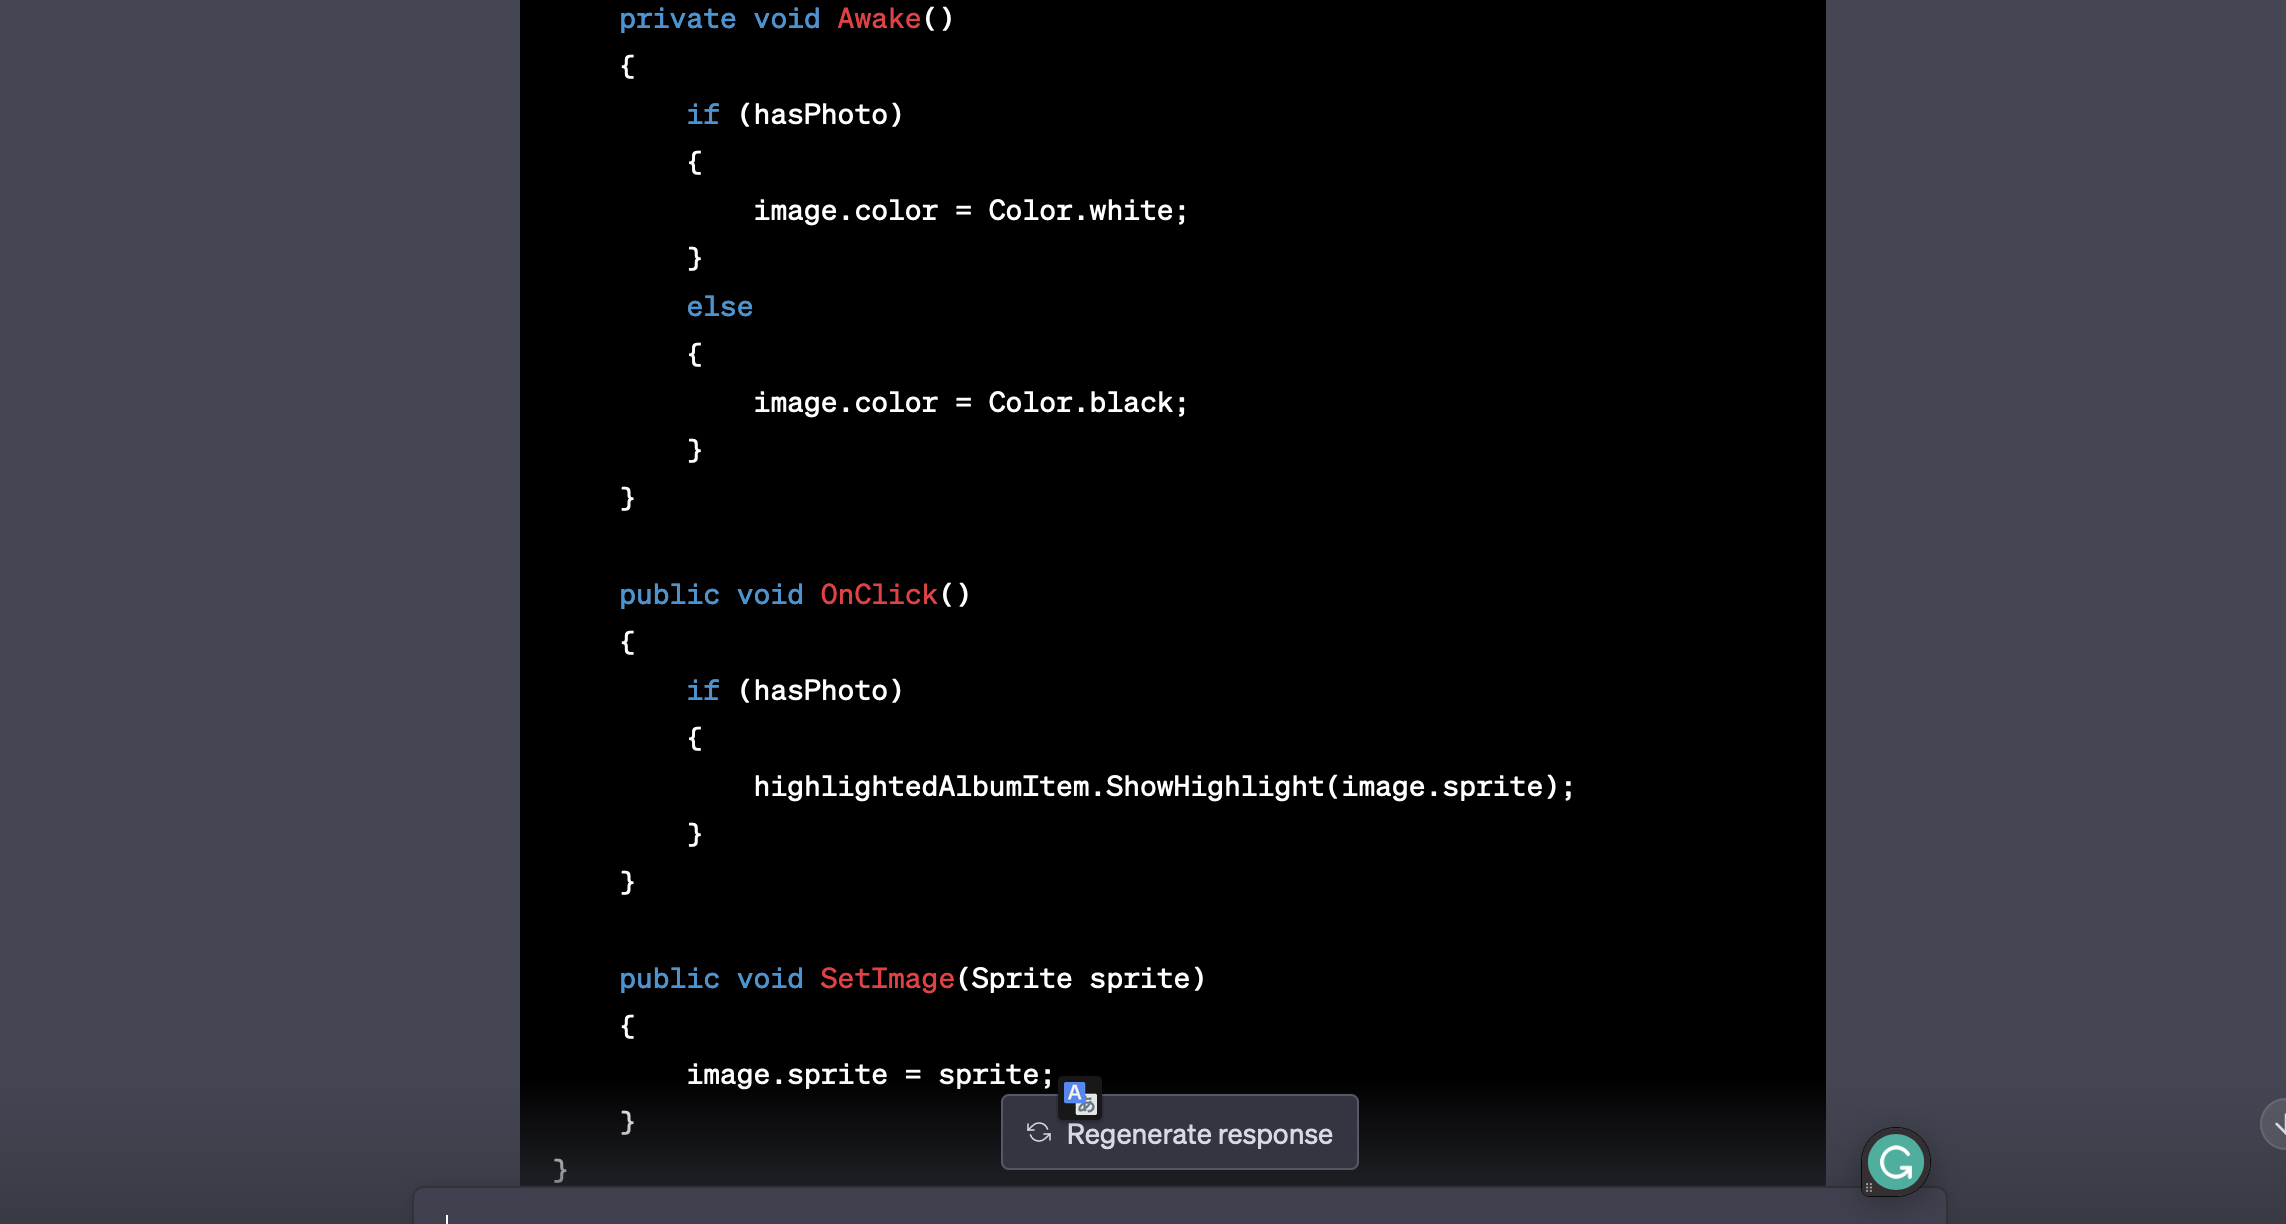 private void Awake()
{
if (hasPhoto)
{
image.color = Color.white;
}
else
{
image.color = Color.black;
}
}
public void OnClick()
{
if (hasPhoto)
{
highlightedAlbumItem.ShowHighlight(image.sprite);
}
}
public void SetImage(Sprite sprite)
{
image.sprite = sprite;
}
}
A
あ
Regenerate response
G